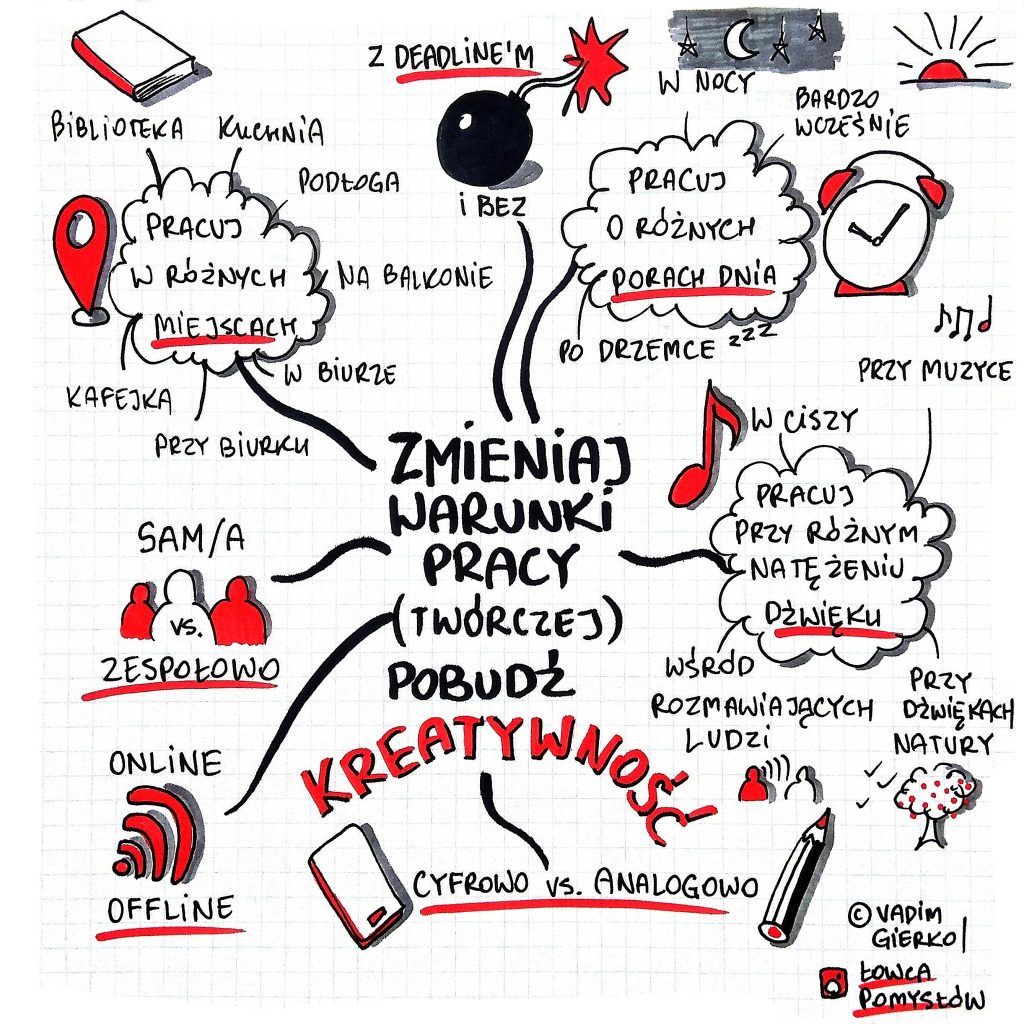 Z DEADLINE'M
i BEZ
W NOCY
BARDZO
WCZEŚNIE
BIBLIOTEKA
KUCHNIA
PODŁOGA
PRACUJ
W RÓŻNYCH
MIEJSCACH
NA BALKONIE
W BIURZE
KAFEJKA
PRZY BIURKU
PRACUJ
O RÓŻNYCH
PORACH DNIA
PO DRZEMCE zzz
PRZY MUZYCE
W CISZY
PRACUJ
PRZY RÓŻNYM
NATĘŻENIU
DŹWIĘKU
WŚRÓD
ROZMAWIAJĄCYCH
LUDZI
PRZY
DŹWIĘKACH
NATURY
ZMIENIAJ
WARUNKI
PRACY
(TWÓRCZEJ)
POBUDŹ
KREATYWNOŚĆ!
SAM/A
vs.
ZESPOŁOWO
ONLINE
OFFLINE
CYFROWO vs. ANALOGOWO
© VADIM
GIERKO
ŁOWCA
POMYSŁÓW